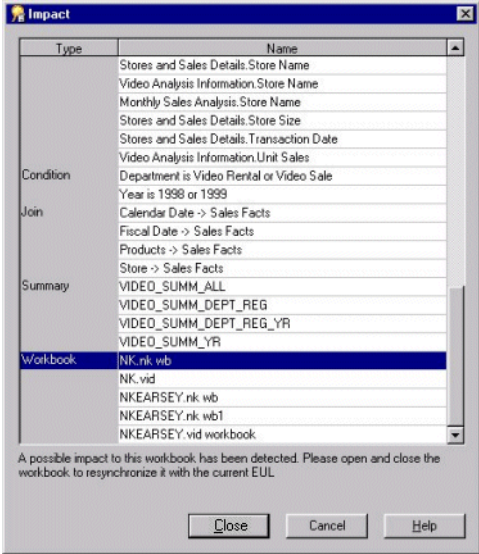 Impact
Type Name
Stores and Sales Details.Store Name
Video Analysis Information.Store Name
Monthly Sales Analysis.Store Name
Stores and Sales Details.Store Size
Stores and Sales Details.Transaction Date
Video Analysis Information.Unit Sales
Condition Department is Video Rental or Video Sale
Year is 1998 or 1999
Join Calendar Date -> Sales Facts
Fiscal Date -> Sales Facts
Products -> Sales Facts
Store -> Sales Facts
Summary VIDEO_SUMM_ALL
VIDEO_SUMM_DEPT_REG
VIDEO_SUMM_DEPT_REG_YR
VIDEO_SUMM_YR
Workbook NK.nk wb
NK.vid
NKEARSEY.nk wb
NKEARSEY.nk wb1
NKEARSEY.vid workbook
A possible impact to this workbook has been detected. Please open and close the
workbook to resynchronize it with the current EUL
Close Cancel Help